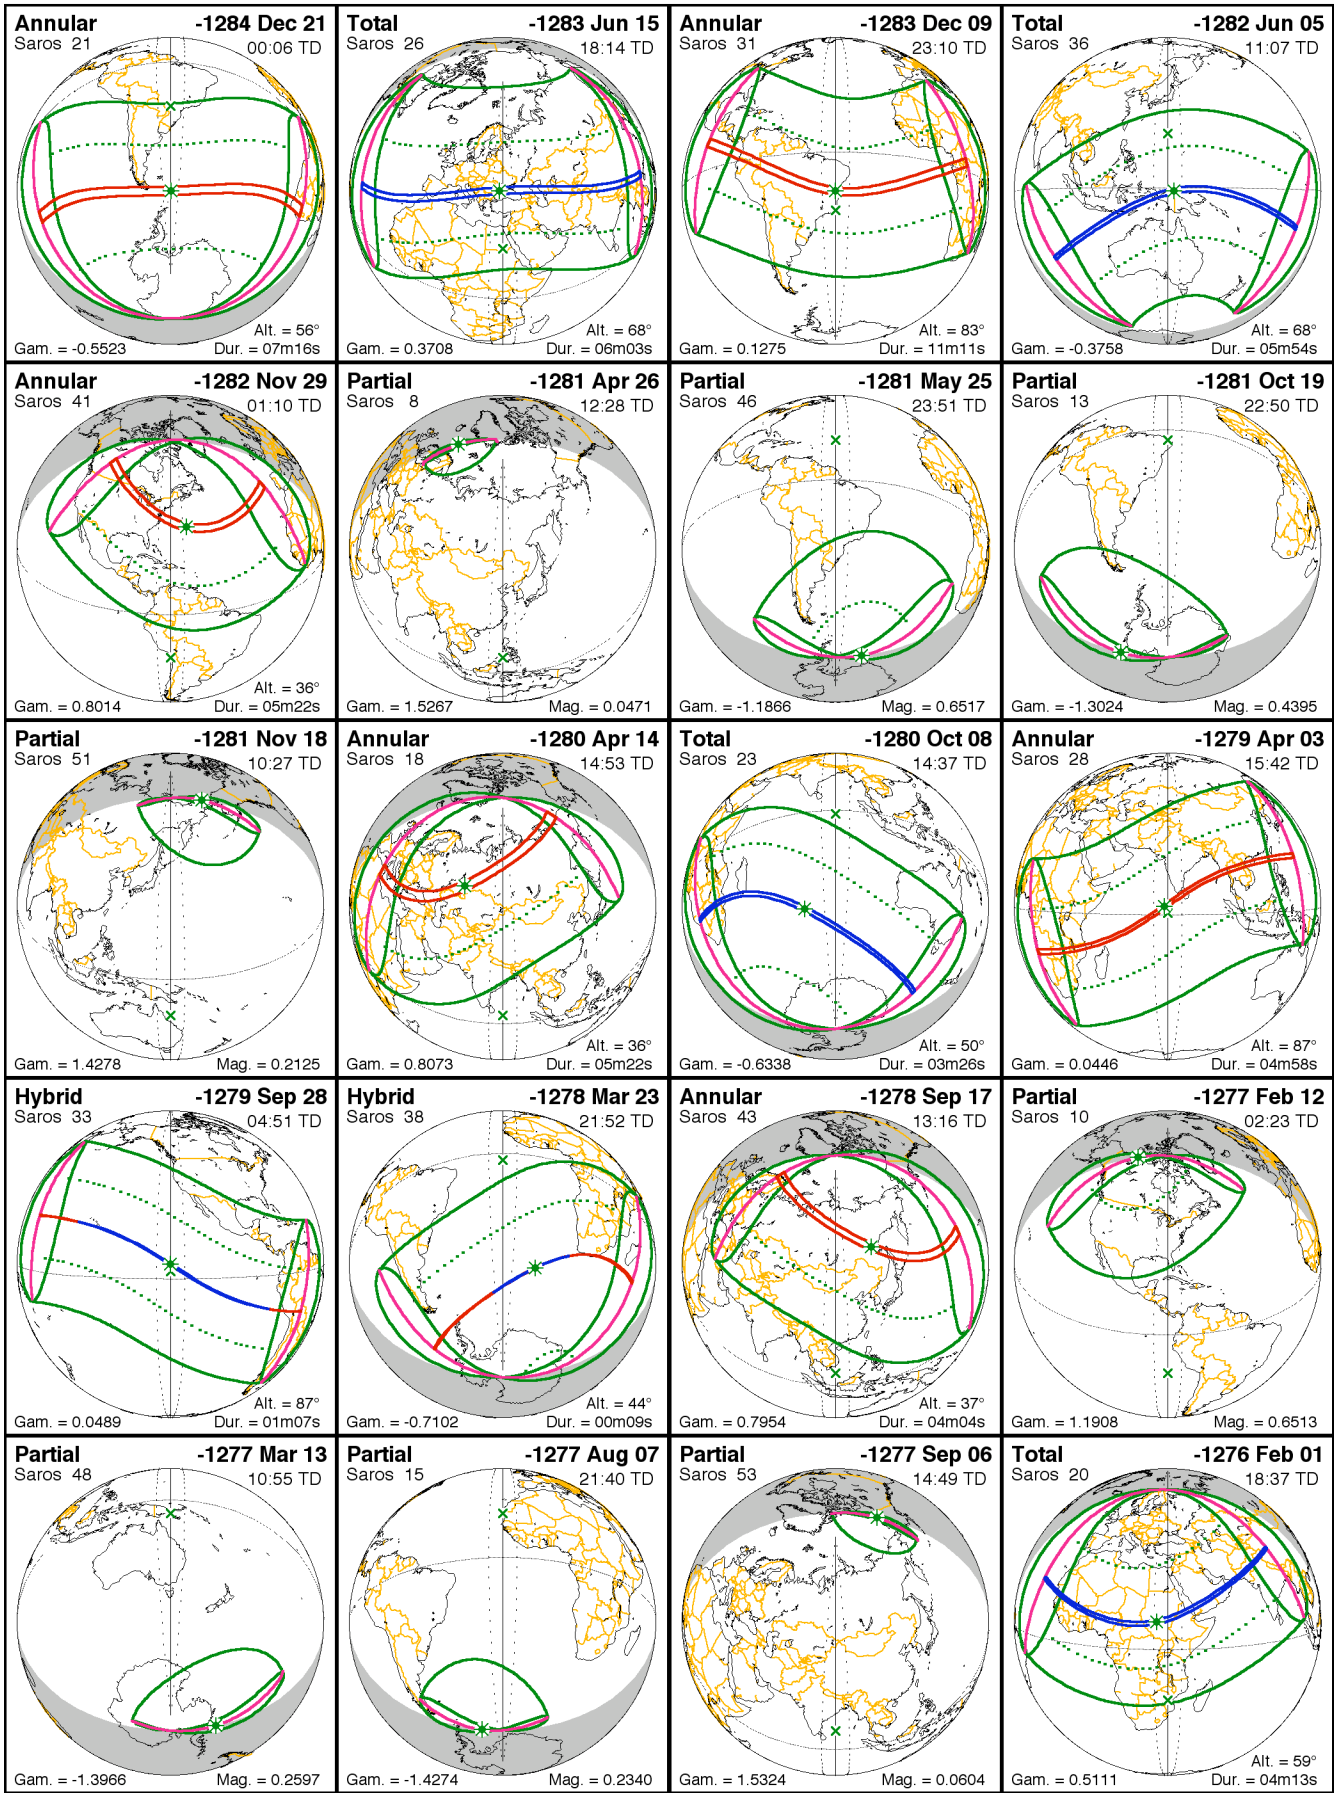 Annular -1284 Dec 21
Saros 21 00:06 TD
Alt. = 56°
Gam. = -0.5523 Dur. = 07m16s
Total -1283 Jun 15
Saros 26 18:14 TD
Alt. = 68°
Gam. = 0.3708 Dur. = 06m03s
Annular -1283 Dec 09
Saros 31 23:10 TD
Alt. = 83°
Gam. = 0.1275 Dur. = 11m11s
Total -1282 Jun 05
Saros 36 11:07 TD
Alt. = 68°
Gam. = -0.3758 Dur. = 05m54s
Annular -1282 Nov 29
Saros 41 01:10 TD
Alt. = 36°
Gam. = 0.8014 Dur. = 05m22s
Partial -1281 Apr 26
Saros 8 12:28 TD
Gam. = 1.5267 Mag. = 0.0471
Partial -1281 May 25
Saros 46 23:51 TD
Gam. = -1.1866 Mag. = 0.6517
Partial -1281 Oct 19
Saros 13 22:50 TD
Gam. = -1.3024 Mag. = 0.4395
Partial -1281 Nov 18
Saros 51 10:27 TD
Gam. = 1.4278 Mag. = 0.2125
Annular -1280 Apr 14
Saros 18 14:53 TD
Alt. = 36°
Gam. = 0.8073 Dur. = 05m22s
Total -1280 Oct 08
Saros 23 14:37 TD
Alt. = 50°
Gam. = -0.6338 Dur. = 03m26s
Annular -1279 Apr 03
Saros 28 15:42 TD
Alt. = 87°
Gam. = 0.0446 Dur. = 04m58s
Hybrid -1279 Sep 28
Saros 33 04:51 TD
Alt. = 87°
Gam. = 0.0489 Dur. = 01m07s
Hybrid -1278 Mar 23
Saros 38 21:52 TD
Alt. = 44°
Gam. = -0.7102 Dur. = 00m09s
Annular -1278 Sep 17
Saros 43 13:16 TD
Alt. = 37°
Gam. = 0.7954 Dur. = 04m04s
Partial -1277 Feb 12
Saros 10 02:23 TD
Gam. = 1.1908 Mag. = 0.6513
Partial -1277 Mar 13
Saros 48 10:55 TD
Gam. = -1.3966 Mag. = 0.2597
Partial -1277 Aug 07
Saros 15 21:40 TD
Gam. = -1.4274 Mag. = 0.2340
Partial -1277 Sep 06
Saros 53 14:49 TD
Gam. = 1.5324 Mag. = 0.0604
Total -1276 Feb 01
Saros 20 18:37 TD
Alt. = 59°
Gam. = 0.5111 Dur. = 04m13s